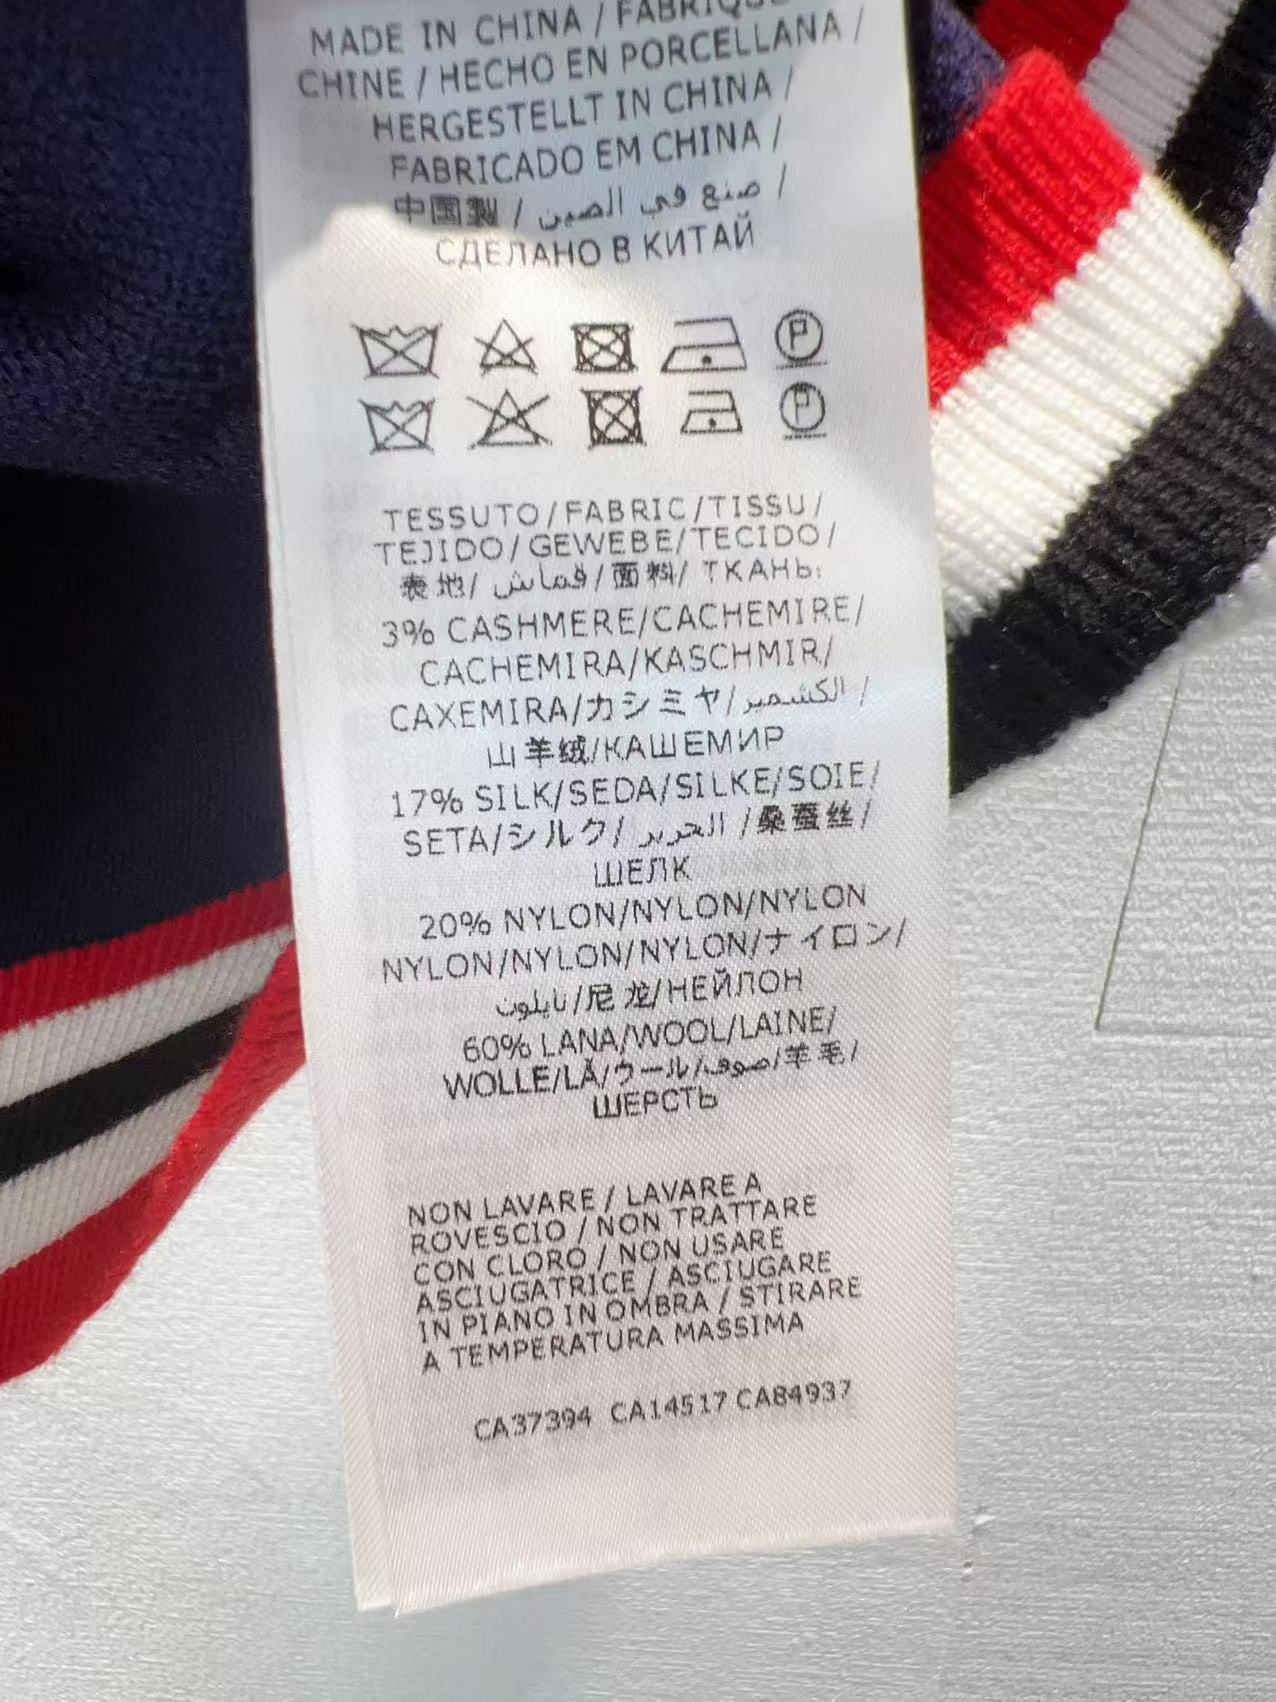 MADE IN CHINA / FABRIQUÉ
CHINE / HECHO EN PORCELLANA /
HERGESTELLT IN CHINA /
FABRICADO EM CHINA /
中国製 / صنع في الصين /
СДЕЛАНО В КИТАЙ
P
P
TESSUTO/FABRIC/TISSU/
TEJIDO/GEWEBE/TECIDO/
表地/ قماش/面料/ ТКАНЬ:
3% CASHMERE/CACHEMIRE/
CACHEMIRA/KASCHMIR/
CAXEMIRA/カシミヤ/الكشمير /
山羊绒/КАШЕМИР
17% SILK/SEDA/SILKE/SOIE/
SETA/シルク/ الحرير /桑蚕丝/
ШЕЛК
20% NYLON/NYLON/NYLON
NYLON/NYLON/NYLON/ナイロン/
نايلون/尼龙/НЕЙЛОН
60% LANA/WOOL/LAINE/
WOLLE/LÃ/ウール/صوف/羊毛/
ШЕРСТЬ
NON LAVARE / LAVARE A
ROVESCIO / NON TRATTARE
CON CLORO / NON USARE
ASCIUGATRICE / ASCIUGARE
IN PIANO IN OMBRA / STIRARE
A TEMPERATURA MASSIMA
CA37394 CA14517 CA84937